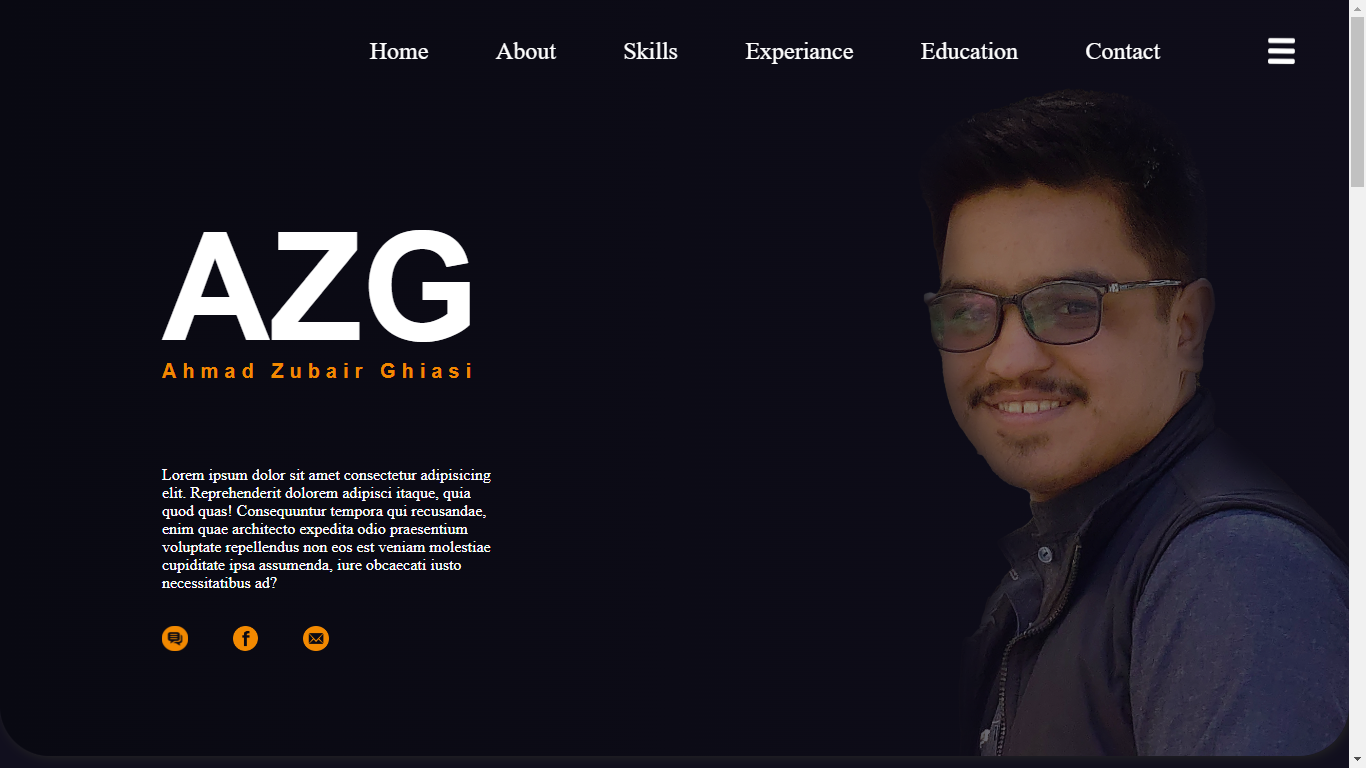 Home About Skills Experiance Education Contact
AZG
Ahmad Zubair Ghiasi
Lorem ipsum dolor sit amet consectetur adipisicing
elit. Reprehenderit dolorem adipisci itaque, quia
quod quas! Consequuntur tempora qui recusandae,
enim quae architecto expedita odio praesentium
voluptate repellendus non eos est veniam molestiae
cupiditate ipsa assumenda, iure obcaecati iusto
necessitatibus ad?